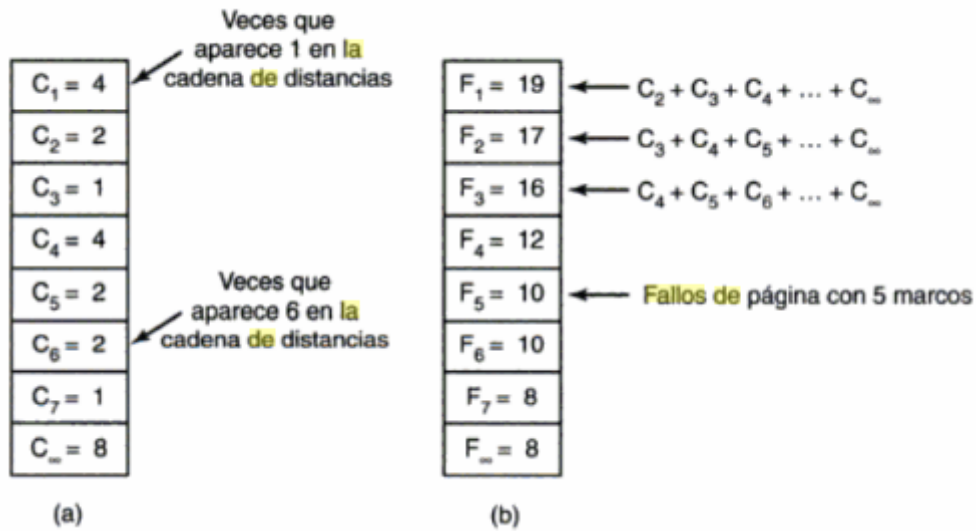 Veces que
aparece 1 en la
cadena de distancias
C₁ = 4
C₂ = 2
C₃ = 1
C₄ = 4
C₅ = 2
C₆ = 2
C₇ = 1
C∞ = 8
Veces que
aparece 6 en la
cadena de distancias
(a)
F₁ = 19
C₂ + C₃ + C₄ + ... + C∞
F₂ = 17
C₃ + C₄ + C₅ + ... + C∞
F₃ = 16
C₄ + C₅ + C₆ + ... + C∞
F₄ = 12
F₅ = 10
Fallos de página con 5 marcos
F₆ = 10
F₇ = 8
F∞ = 8
(b)